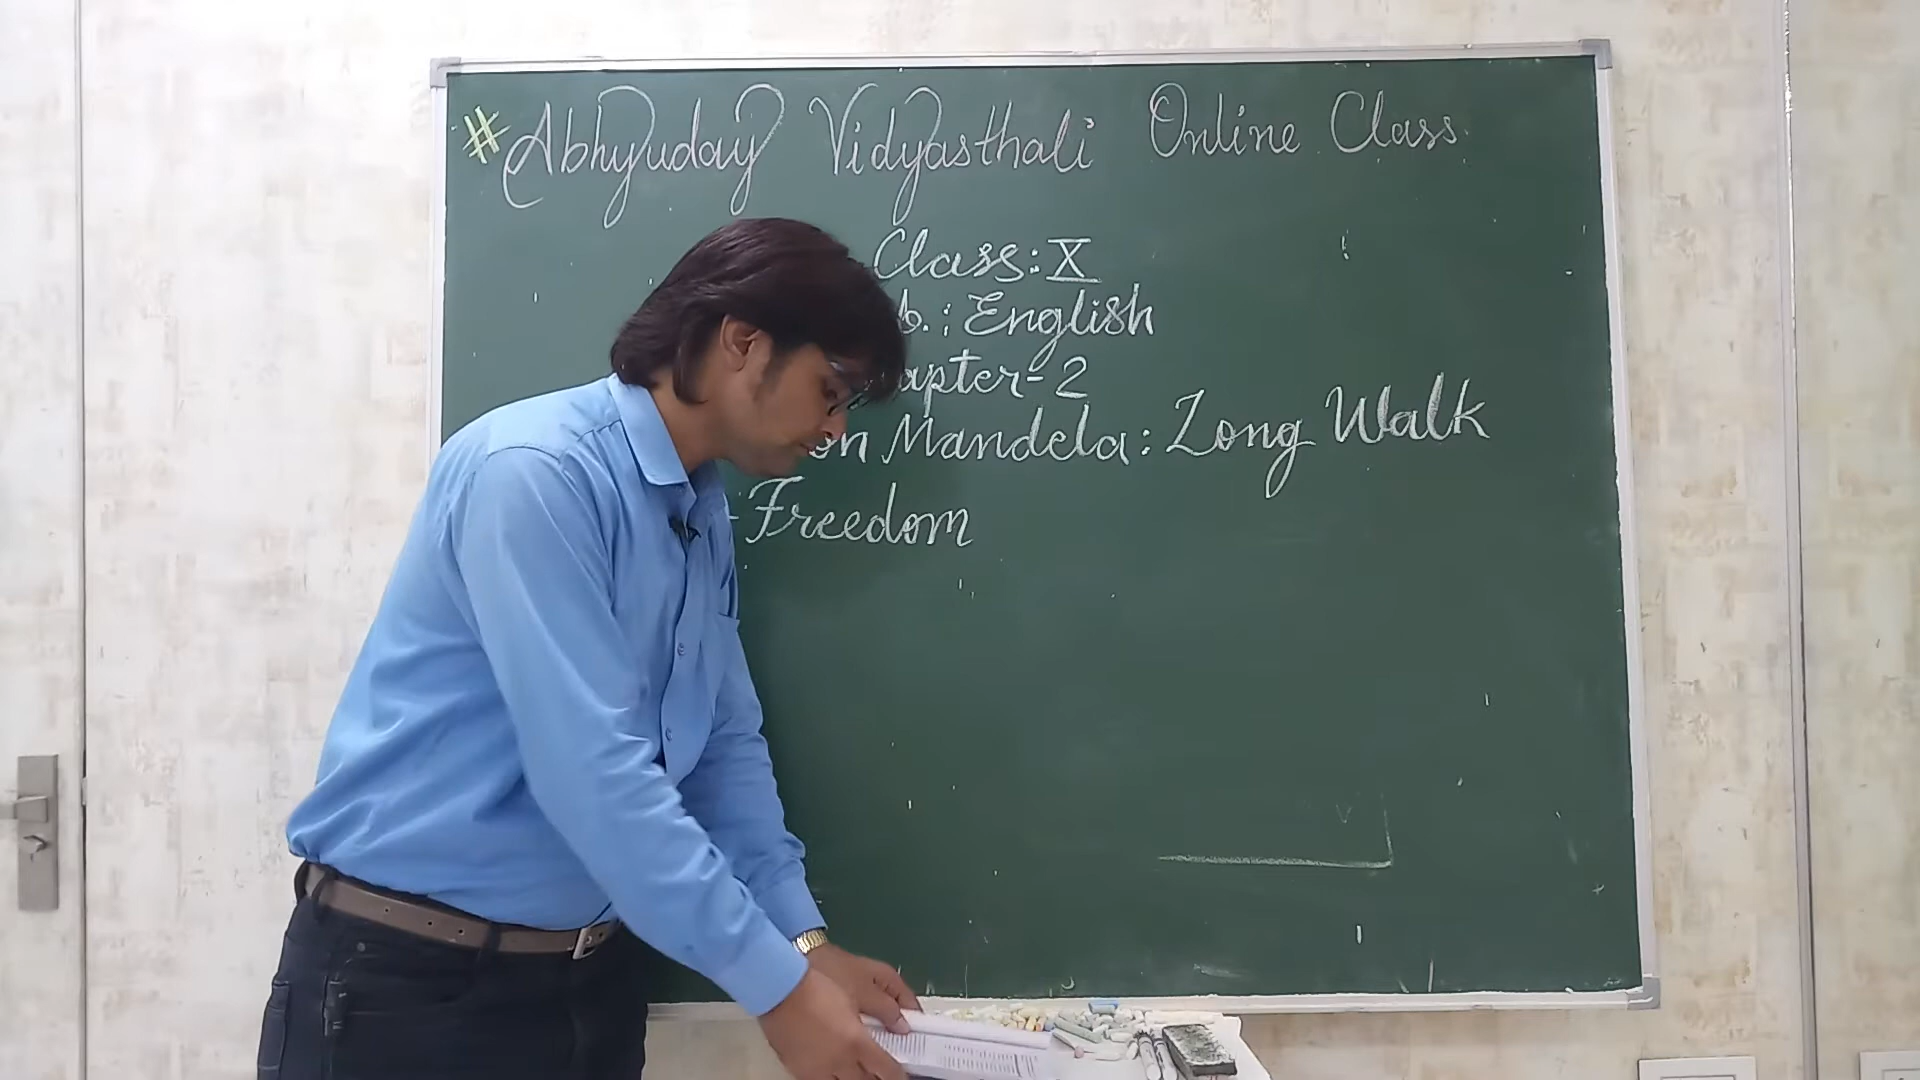 # Abhyuday Vidyasthali Online Class
Class: X
b.: English
apter-2
on Mandela: Long Walk
-Freedom